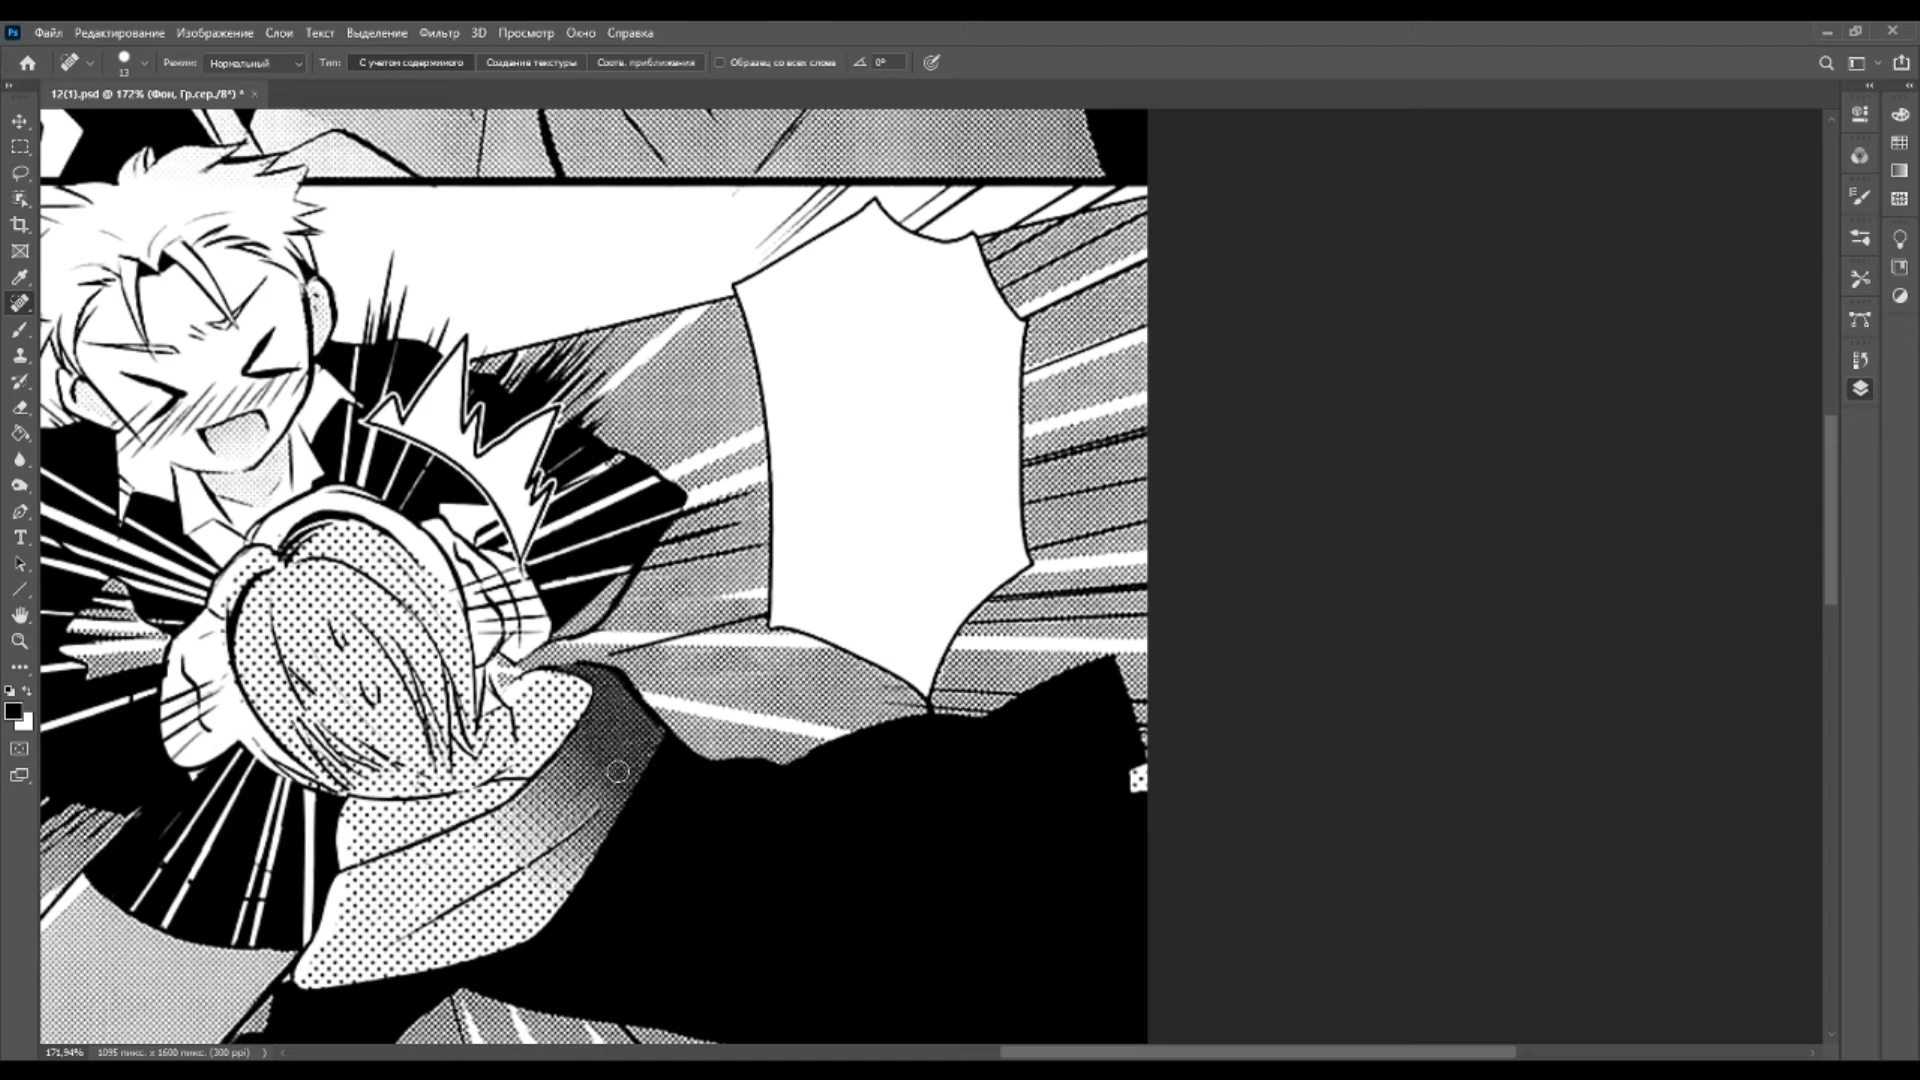 Ps Файл Редактирование Изображение Слои Текст Выделение Фильтр 3D Просмотр Окно Справка
13 Режим: Нормальный Тип: С учетом содержимого Создание текстуры Соотв. приближения Образец со всех слоев 0°
12(1).psd @ 172% (Фон, Гр.сер./8*) *
171,94% 1095 пикс. x 1600 пикс. (300 ppi)